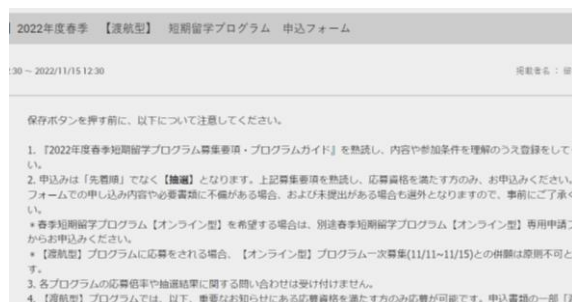 2022年度春季 【渡航型】 短期留学プログラム 申込フォーム
:30 ~ 2022/11/15 12:30 掲載者名 :
保存ボタンを押す前に、以下について注意してください。
1. 『2022年度春季短期留学プログラム募集要項・プログラムガイド』を熟読し、内容や参加条件を理解のうえ登録をして
い。
2. 申込みは「先着順」でなく【抽選】となります。上記募集要項を熟読し、応募資格を満たす方のみ、お申込みください。
フォームでの申し込み内容や必要書類に不備がある場合、および未提出がある場合も選外となりますので、事前にご了承く
い。
*春季短期留学プログラム【オンライン型】を希望する場合は、別途春季短期留学プログラム【オンライン型】専用申請フ
からお申込みください。
*【渡航型】プログラムに応募をされる場合、【オンライン型】プログラム一次募集(11/11~11/15)との併願は原則不可と
す。
3. 各プログラムの応募倍率や抽選結果に関する問い合わせは受け付けません。
4. 【渡航型】プログラムでは、以下、重要なお知らせにある応募資格を満たす方のみ応募が可能です。申込書類の一部「